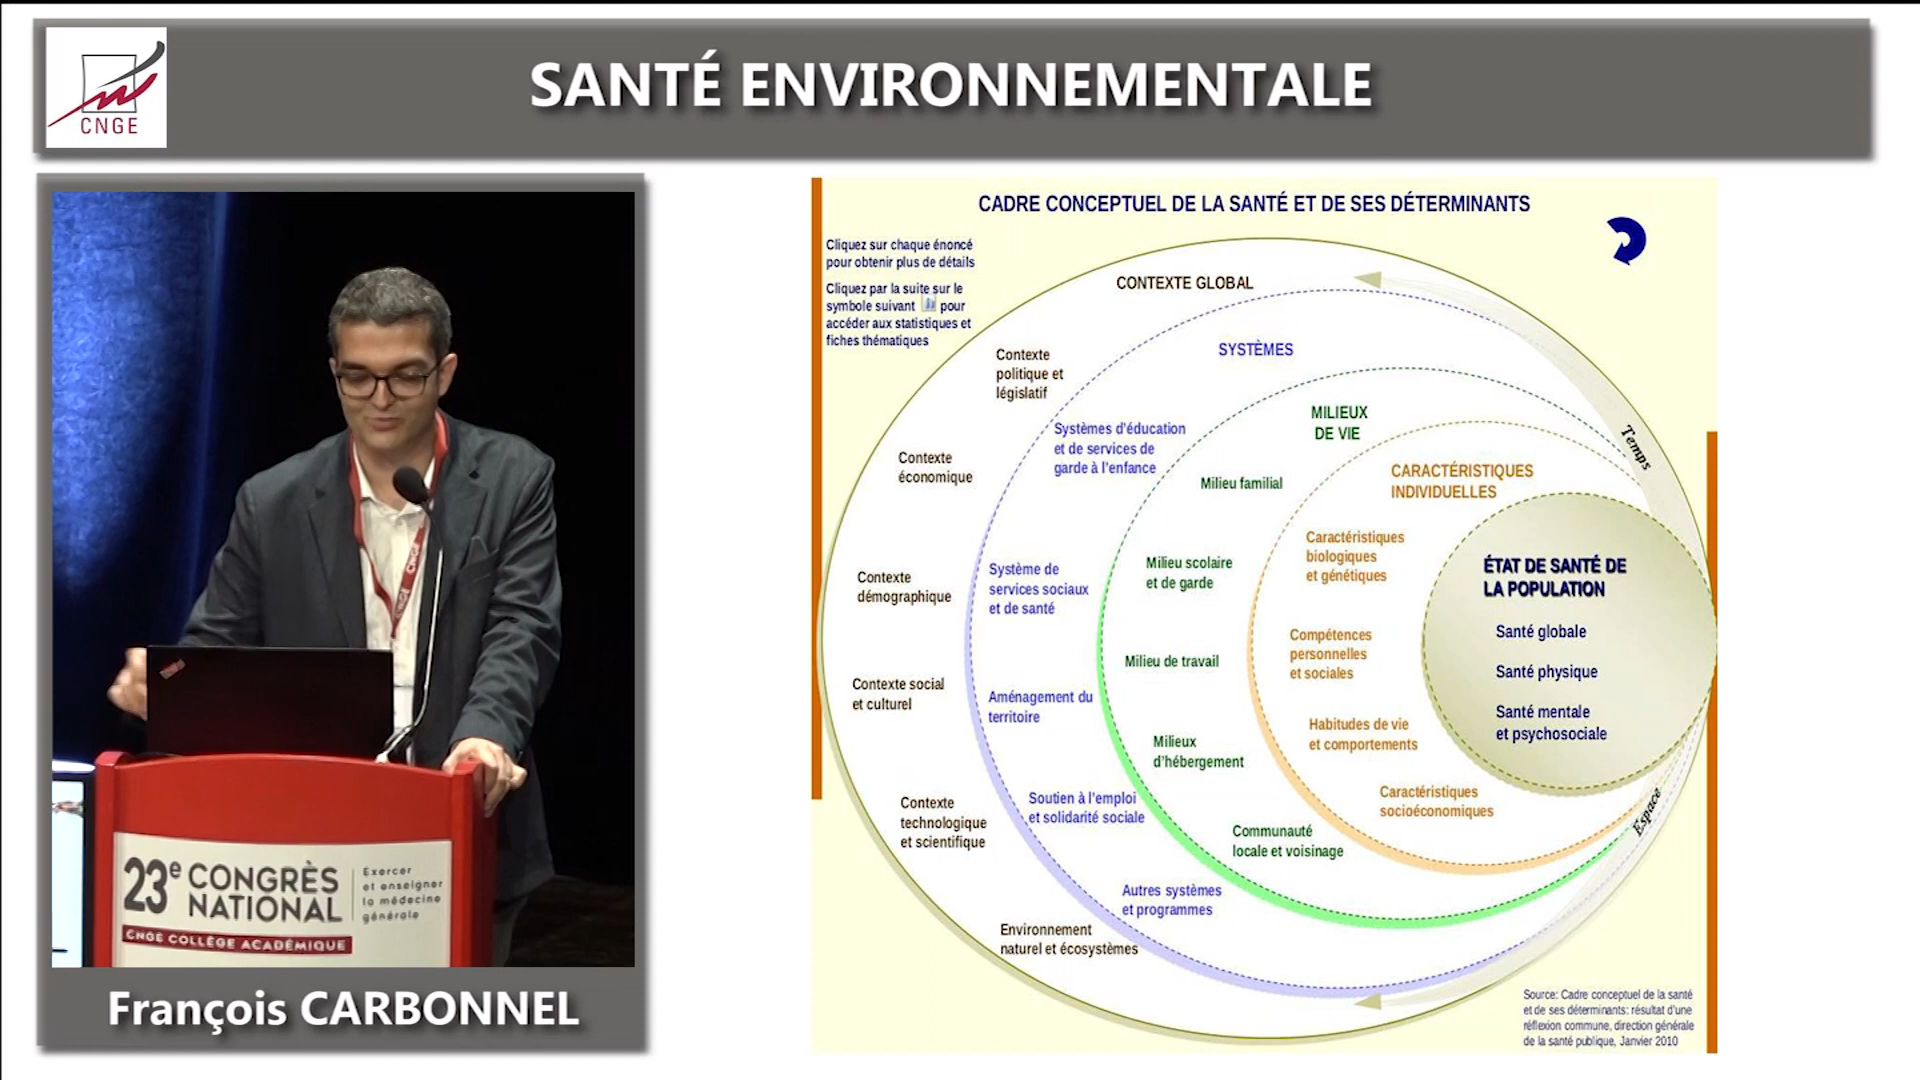 CNGE
SANTÉ ENVIRONNEMENTALE
23e CONGRÈS
NATIONAL
CNGE COLLÈGE ACADÉMIQUE
Exercer
et enseigner
la médecine
générale
CNGE
François CARBONNEL
CADRE CONCEPTUEL DE LA SANTÉ ET DE SES DÉTERMINANTS
Cliquez sur chaque énoncé
pour obtenir plus de détails
Cliquez par la suite sur le
symbole suivant pour
accéder aux statistiques et
fiches thématiques
CONTEXTE GLOBAL
Contexte
politique et
législatif
Contexte
économique
Contexte
démographique
Contexte social
et culturel
Contexte
technologique
et scientifique
Environnement
naturel et écosystèmes
SYSTÈMES
Systèmes d'éducation
et de services de
garde à l'enfance
Système de
services sociaux
et de santé
Aménagement du
territoire
Soutien à l'emploi
et solidarité sociale
Autres systèmes
et programmes
MILIEUX
DE VIE
Milieu familial
Milieu scolaire
et de garde
Milieu de travail
Milieux
d'hébergement
Communauté
locale et voisinage
CARACTÉRISTIQUES
INDIVIDUELLES
Caractéristiques
biologiques
et génétiques
Compétences
personnelles
et sociales
Habitudes de vie
et comportements
Caractéristiques
socioéconomiques
ÉTAT DE SANTÉ DE
LA POPULATION
Santé globale
Santé physique
Santé mentale
et psychosociale
Temps
Espace
Source: Cadre conceptuel de la santé
et de ses déterminants: résultat d'une
réflexion commune, direction générale
de la santé publique, Janvier 2010